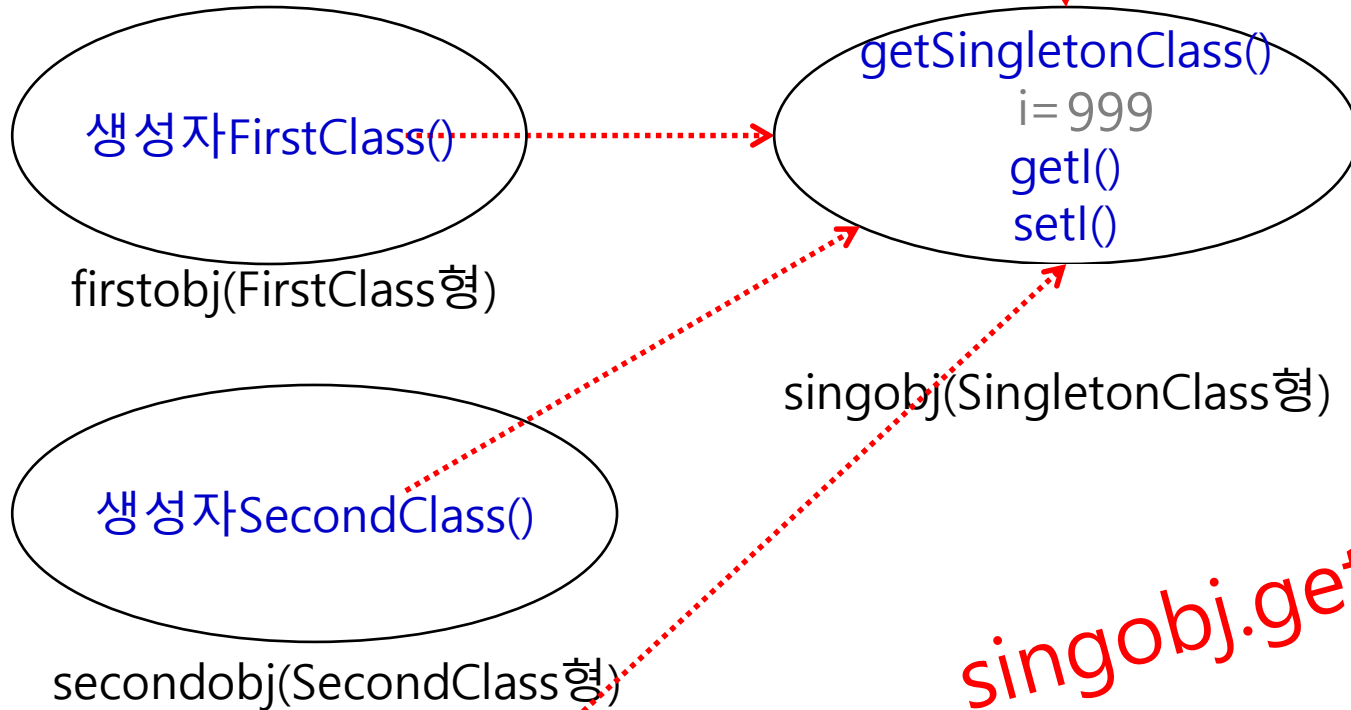 생성자FirstClass()
firstobj(FirstClass형)
getSingletonClass()
i=999
getI()
setI()
singobj(SingletonClass형)
생성자SecondClass()
secondobj(SecondClass형)
singobj.get